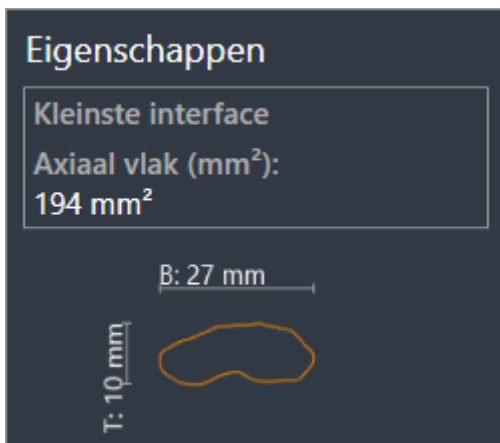 Eigenschappen
Kleinste interface
Axiaal vlak (mm²):
194 mm²
B: 27 mm
T: 10 mm